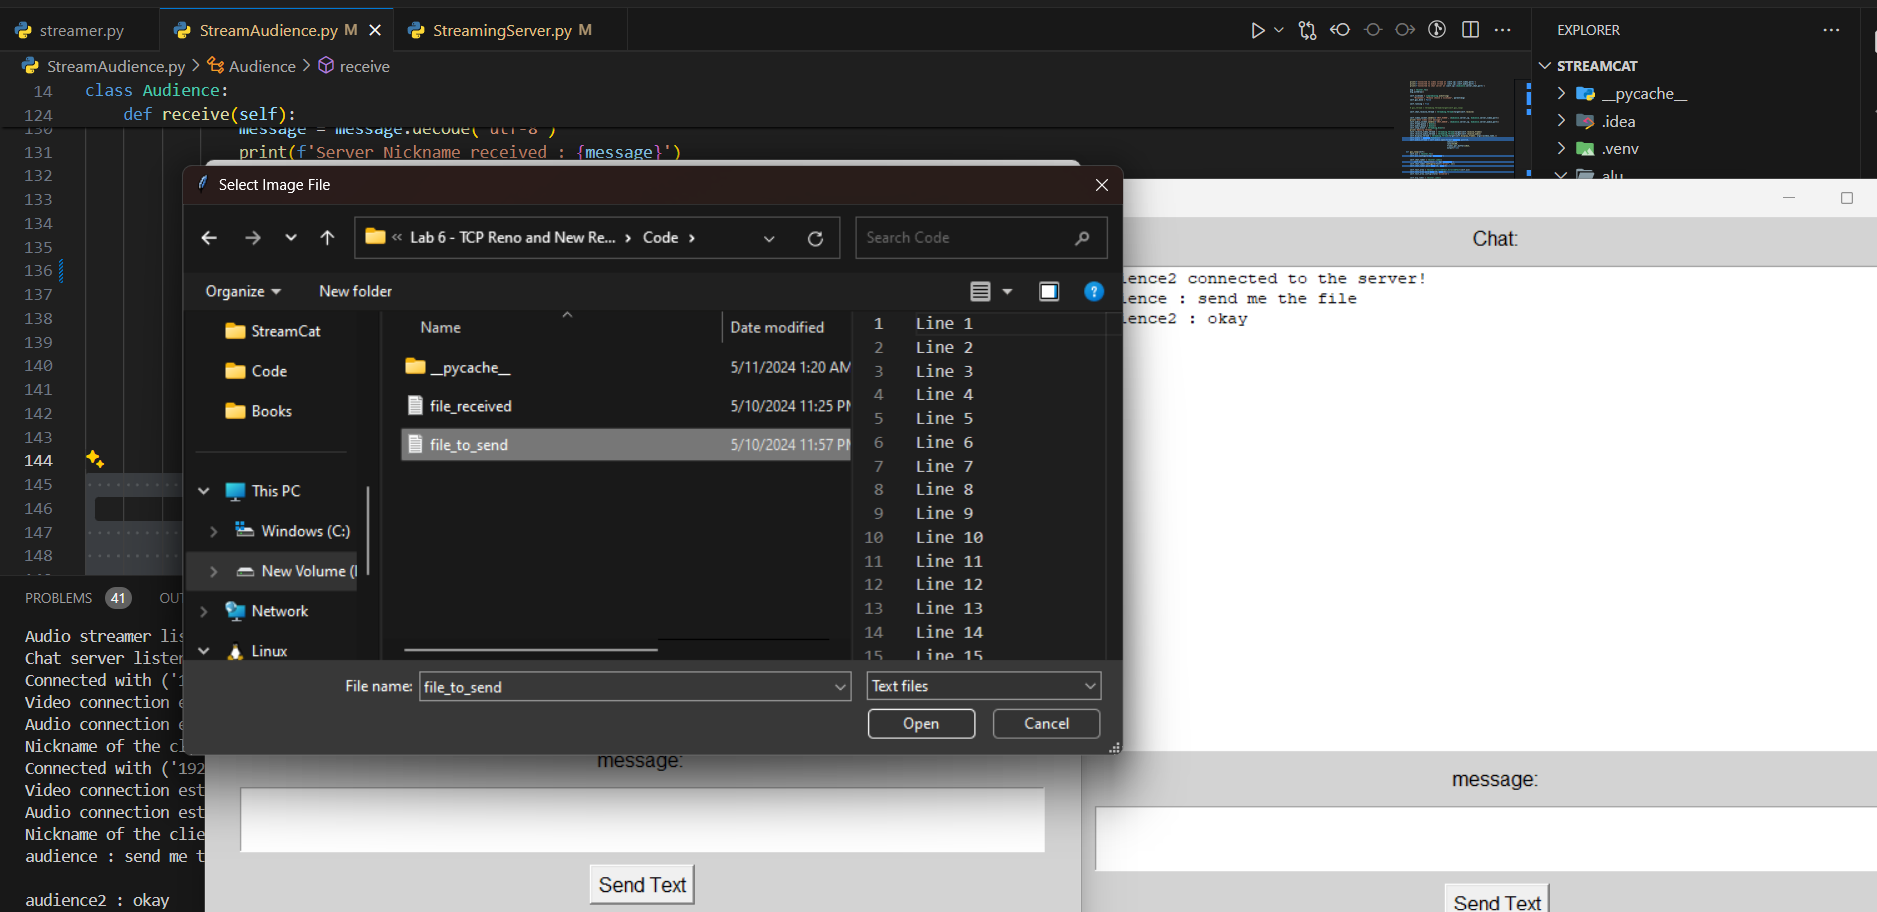 streamer.py
StreamAudience.py M
StreamingServer.py M
EXPLORER
StreamAudience.py > Audience > receive
STREAMCAT
__pycache__
.idea
.venv
alu
14 class Audience:
124 def receive(self):
130 message = message.decode('utf-8')
131 print(f'Server Nickname received : {message}')
132
133
134
135
136
137
138
139
140
141
142
143
144
145
146
147
148
PROBLEMS 41
Audio streamer lis
Chat server lister
Connected with ('1
Video connection e
Audio connection e
Nickname of the cl
Connected with ('192
Video connection est
Audio connection est
Nickname of the clie
audience : send me t
audience2 : okay
Select Image File
« Lab 6 - TCP Reno and New Re... > Code >
Search Code
Organize
New folder
StreamCat
Code
Books
This PC
Windows (C:)
New Volume (
Network
Linux
Name Date modified
__pycache__ 5/11/2024 1:20 AM
file_received 5/10/2024 11:25 PM
file_to_send 5/10/2024 11:57 PM
1 Line 1
2 Line 2
3 Line 3
4 Line 4
5 Line 5
6 Line 6
7 Line 7
8 Line 8
9 Line 9
10 Line 10
11 Line 11
12 Line 12
13 Line 13
14 Line 14
15 Line 15
File name: file_to_send
Text files
Open
Cancel
message:
Send Text
Chat:
ience2 connected to the server!
ience : send me the file
ience2 : okay
message:
Send Text